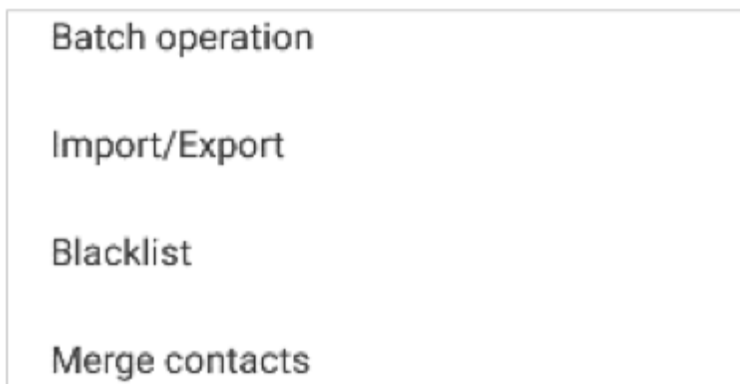 Batch operation
Import/Export
Blacklist
Merge contacts